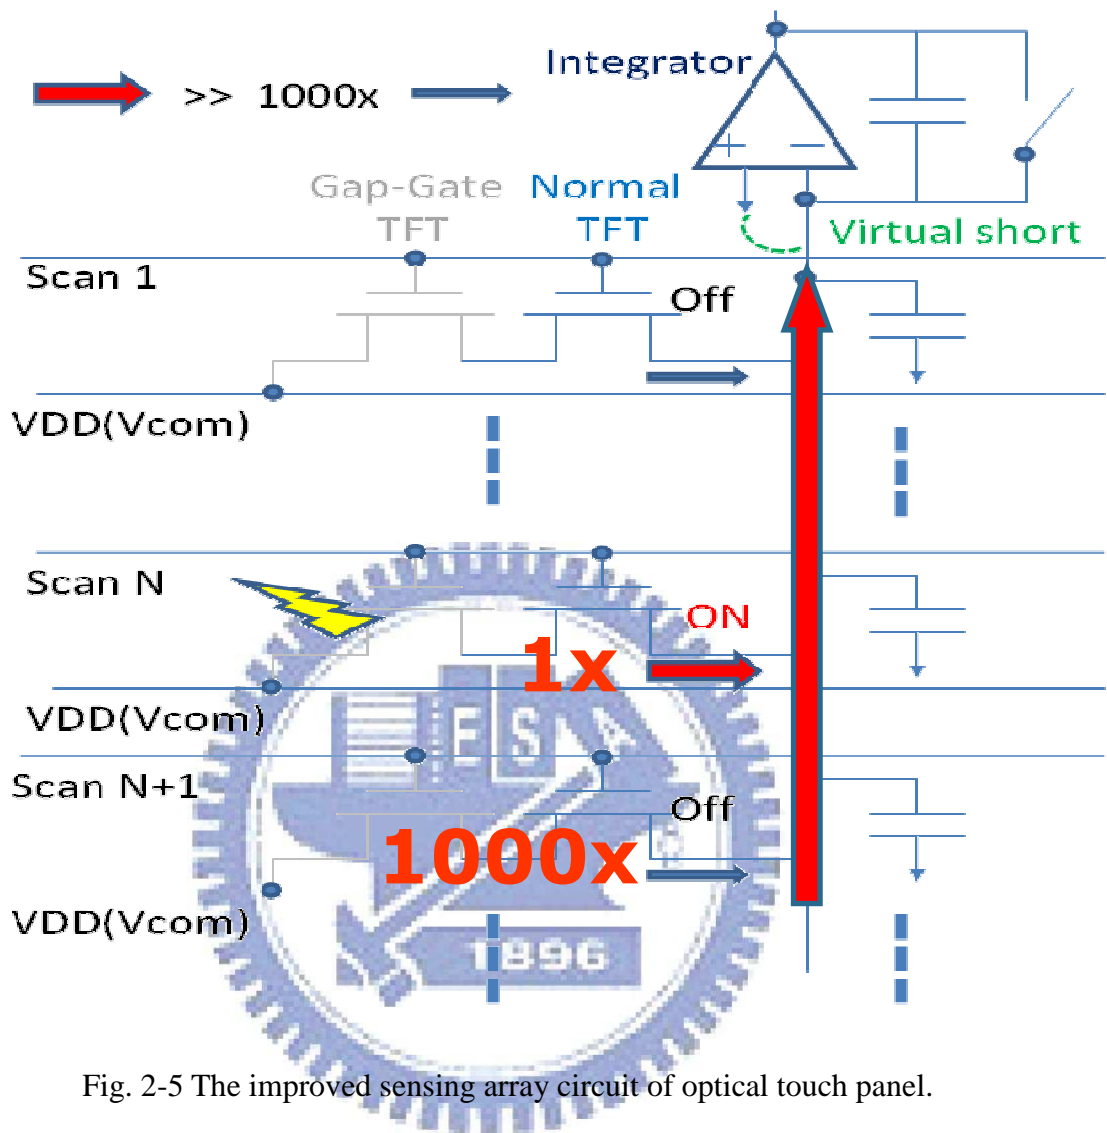 Integrator
>> 1000x
+ −
Gap-Gate
TFT
Normal
TFT
Virtual short
Scan 1
Off
VDD(Vcom)
Scan N
ON
1x
VDD(Vcom)
Scan N+1
Off
1000x
VDD(Vcom)
ESA
1896
Fig. 2-5 The improved sensing array circuit of optical touch panel.